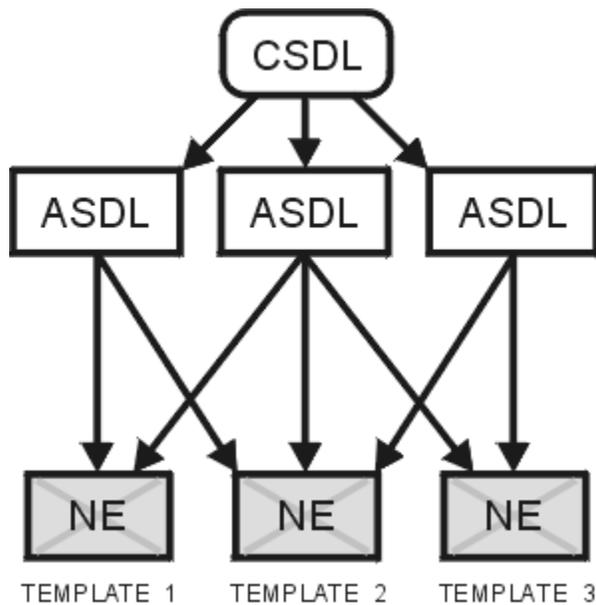 CSDL
ASDL ASDL ASDL
NE NE NE
TEMPLATE 1 TEMPLATE 2 TEMPLATE 3